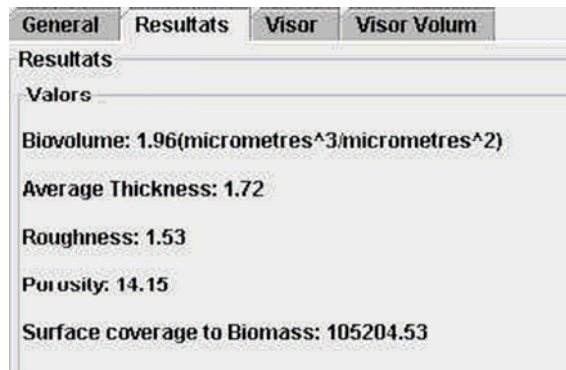 General Resultats Visor Visor Volum
Resultats
Valors
Biovolume: 1.96(micrometres^3/micrometres^2)
Average Thickness: 1.72
Roughness: 1.53
Porosity: 14.15
Surface coverage to Biomass: 105204.53